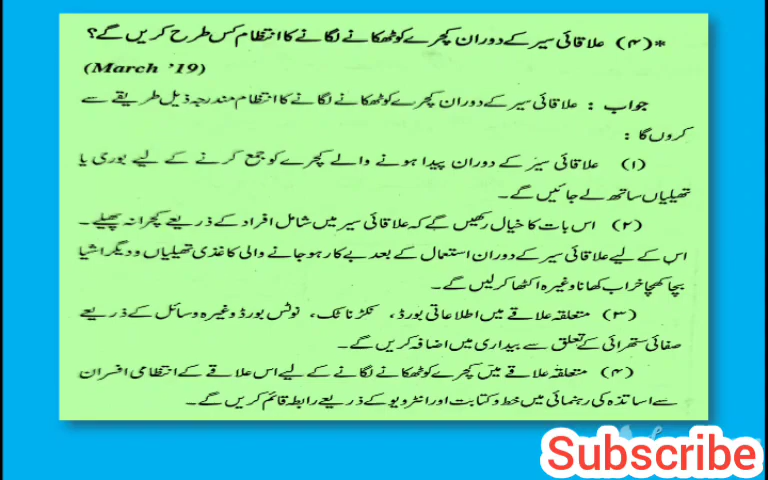 *(۴) علاقائی سیر کے دوران کچرے کو ٹھکانے لگانے کا انتظام کس طرح کریں گے؟
(March '19)
جواب : علاقائی سیر کے دوران کچرے کو ٹھکانے لگانے کا انتظام مندرجہ ذیل طریقے سے
کروں گا :
(۱) علاقائی سیر کے دوران پیدا ہونے والے کچرے کو جمع کرنے کے لیے بوری یا
تھیلیاں ساتھ لے جائیں گے۔
(۲) اس بات کا خیال رکھیں گے کہ علاقائی سیر میں شامل افراد کے ذریعے کچرا نہ پھیلے۔
اس کے لیے علاقائی سیر کے دوران استعمال کے بعد بے کار ہو جانے والی کاغذی تھیلیاں و دیگر اشیا
بچا کھچا خراب کھانا وغیرہ اکٹھا کر لیں گے۔
(۳) متعلقہ علاقے میں اطلاعاتی بورڈ، نکڑ ناٹک، نوٹس بورڈ وغیرہ وسائل کے ذریعے
صفائی ستھرائی کے تعلق سے بیداری میں اضافہ کریں گے۔
(۴) متعلقہ علاقے میں کچرے کو ٹھکانے لگانے کے لیے اس علاقے کے انتظامی افسران
سے اساتذہ کی رہنمائی میں خط و کتابت اور انٹرویو کے ذریعے رابطہ قائم کریں گے۔
Subscribe